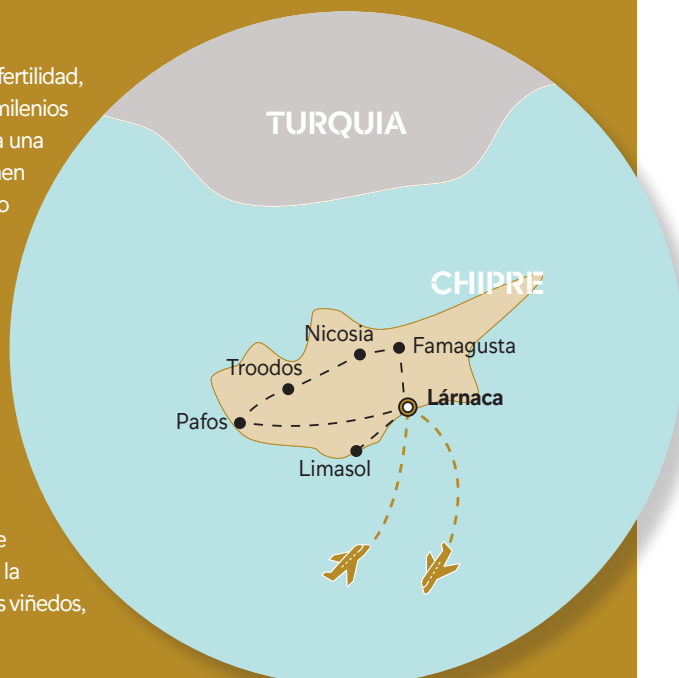 fertilidad,
milenios
a una
nen
o
TURQUIA
CHIPRE
Nicosia
Famagusta
Troodos
Lárnaca
Pafos
Limasol
e
la
s viñedos,